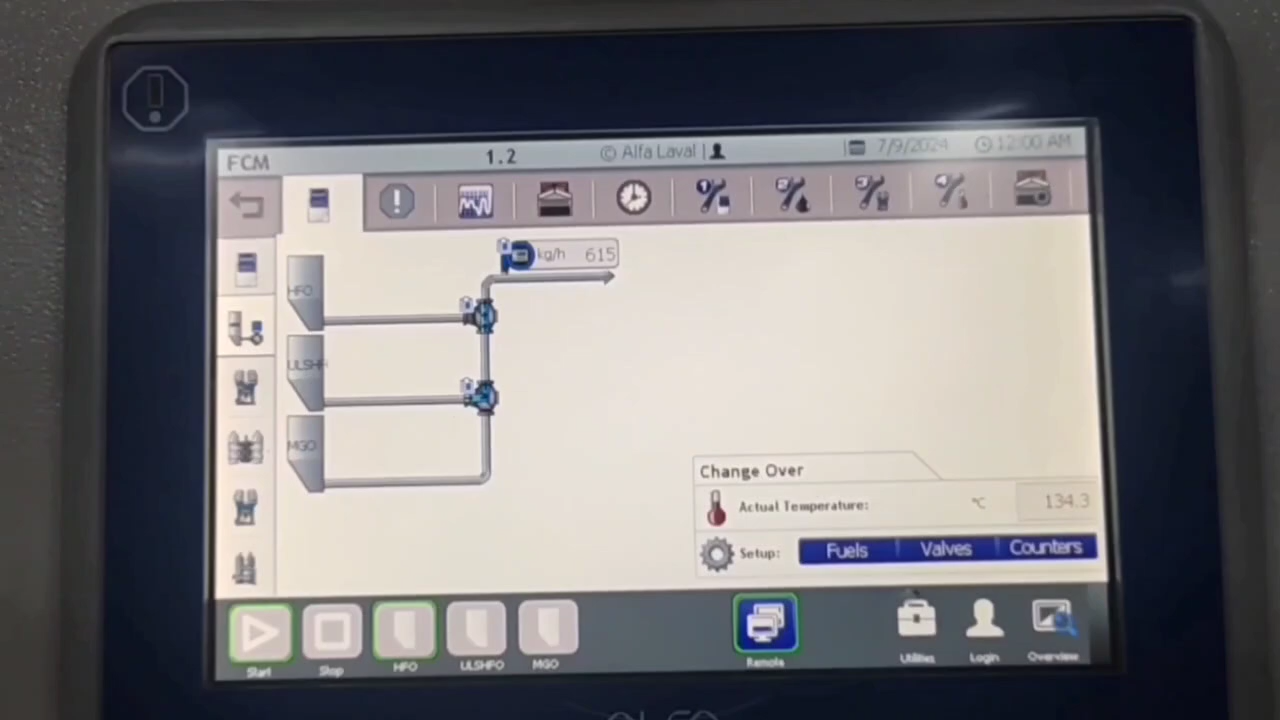 FCM 1.2 © Alfa Laval | 7/9/2024 12:00 AM
kg/h 615
HFO
ULSHF
MGO
Change Over
Actual Temperature: °C 134.3
Setup: Fuels Valves Counters
Start Stop HFO ULSHFO MGO Remote Utilities Login Overview